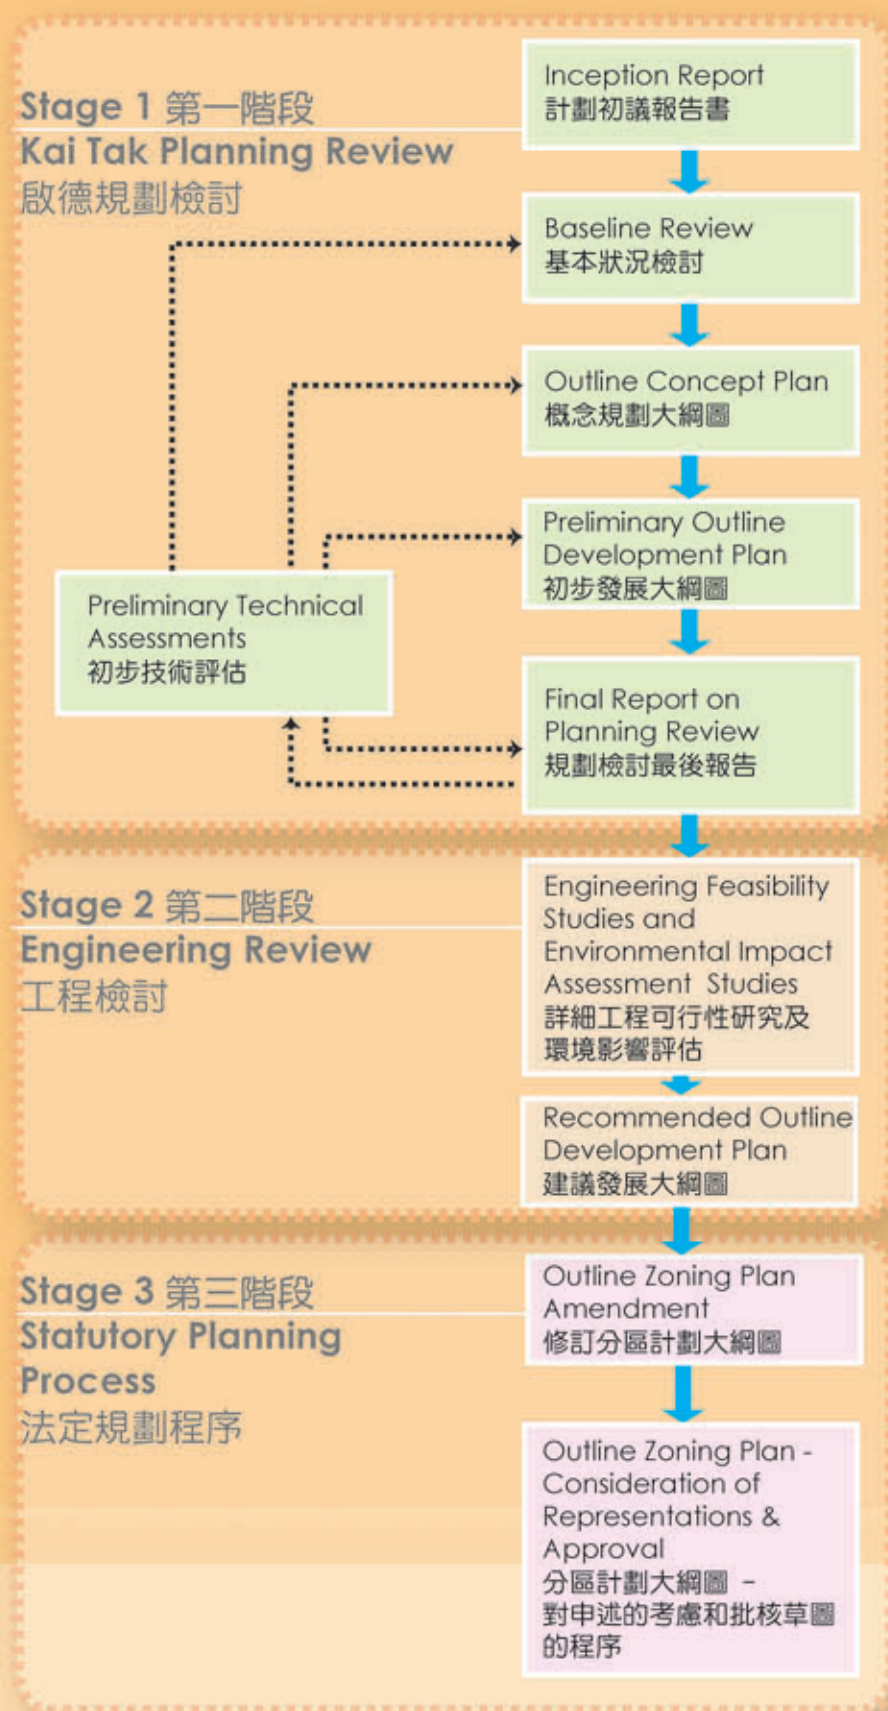 Stage 1 第一階段
Kai Tak Planning Review
啟德規劃檢討
Inception Report
計劃初議報告書
Baseline Review
基本狀況檢討
Outline Concept Plan
概念規劃大綱圖
Preliminary Outline
Development Plan
初步發展大綱圖
Preliminary Technical
Assessments
初步技術評估
Final Report on
Planning Review
規劃檢討最後報告
Stage 2 第二階段
Engineering Review
工程檢討
Engineering Feasibility
Studies and
Environmental Impact
Assessment Studies
詳細工程可行性研究及
環境影響評估
Recommended Outline
Development Plan
建議發展大綱圖
Stage 3 第三階段
Statutory Planning
Process
法定規劃程序
Outline Zoning Plan
Amendment
修訂分區計劃大綱圖
Outline Zoning Plan -
Consideration of
Representations &
Approval
分區計劃大綱圖 -
對申述的考慮和批核草圖
的程序